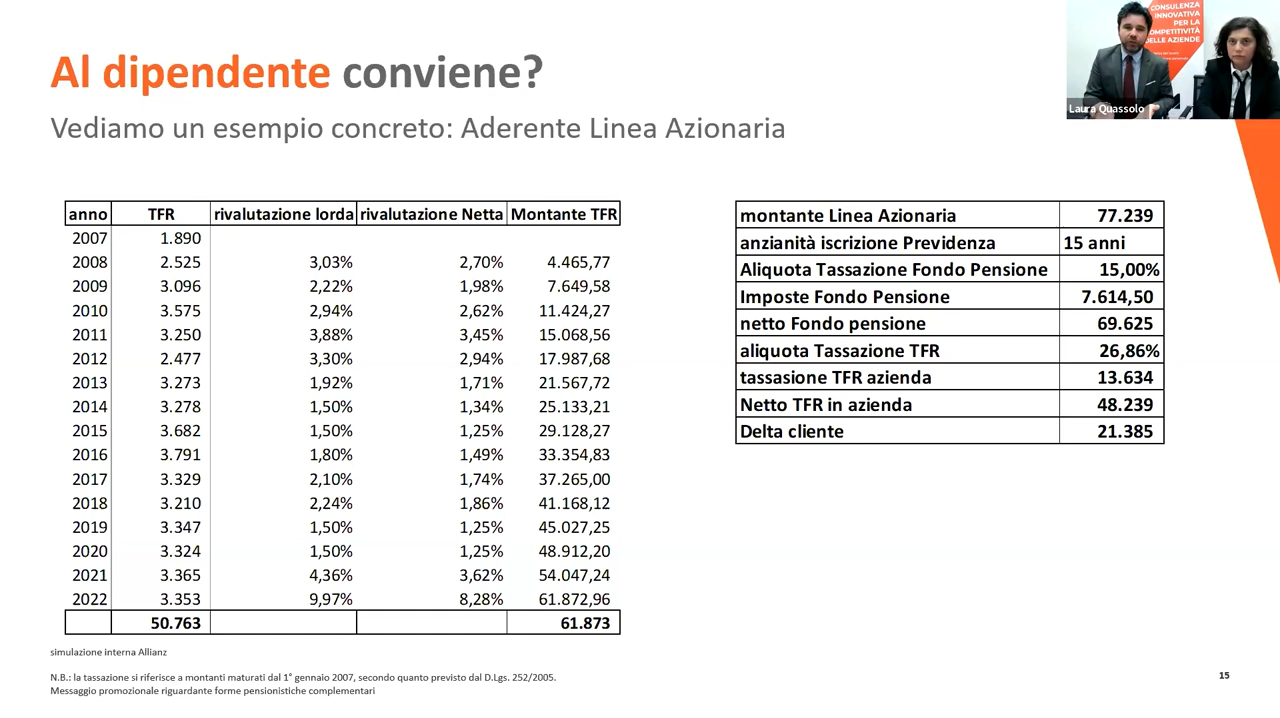 Al dipendente conviene?
Vediamo un esempio concreto: Aderente Linea Azionaria
CONSULENZA
INNOVATIVA
PER LA
COMPETITIVITÀ
DELLE AZIENDE
Laura Quassolo
anno TFR rivalutazione lorda rivalutazione Netta Montante TFR
2007 1.890
2008 2.525 3,03% 2,70% 4.465,77
2009 3.096 2,22% 1,98% 7.649,58
2010 3.575 2,94% 2,62% 11.424,27
2011 3.250 3,88% 3,45% 15.068,56
2012 2.477 3,30% 2,94% 17.987,68
2013 3.273 1,92% 1,71% 21.567,72
2014 3.278 1,50% 1,34% 25.133,21
2015 3.682 1,50% 1,25% 29.128,27
2016 3.791 1,80% 1,49% 33.354,83
2017 3.329 2,10% 1,74% 37.265,00
2018 3.210 2,24% 1,86% 41.168,12
2019 3.347 1,50% 1,25% 45.027,25
2020 3.324 1,50% 1,25% 48.912,20
2021 3.365 4,36% 3,62% 54.047,24
2022 3.353 9,97% 8,28% 61.872,96
50.763 61.873
montante Linea Azionaria 77.239
anzianità iscrizione Previdenza 15 anni
Aliquota Tassazione Fondo Pensione 15,00%
Imposte Fondo Pensione 7.614,50
netto Fondo pensione 69.625
aliquota Tassazione TFR 26,86%
tassasione TFR azienda 13.634
Netto TFR in azienda 48.239
Delta cliente 21.385
simulazione interna Allianz
N.B.: la tassazione si riferisce a montanti maturati dal 1° gennaio 2007, secondo quanto previsto dal D.Lgs. 252/2005.
Messaggio promozionale riguardante forme pensionistiche complementari
15